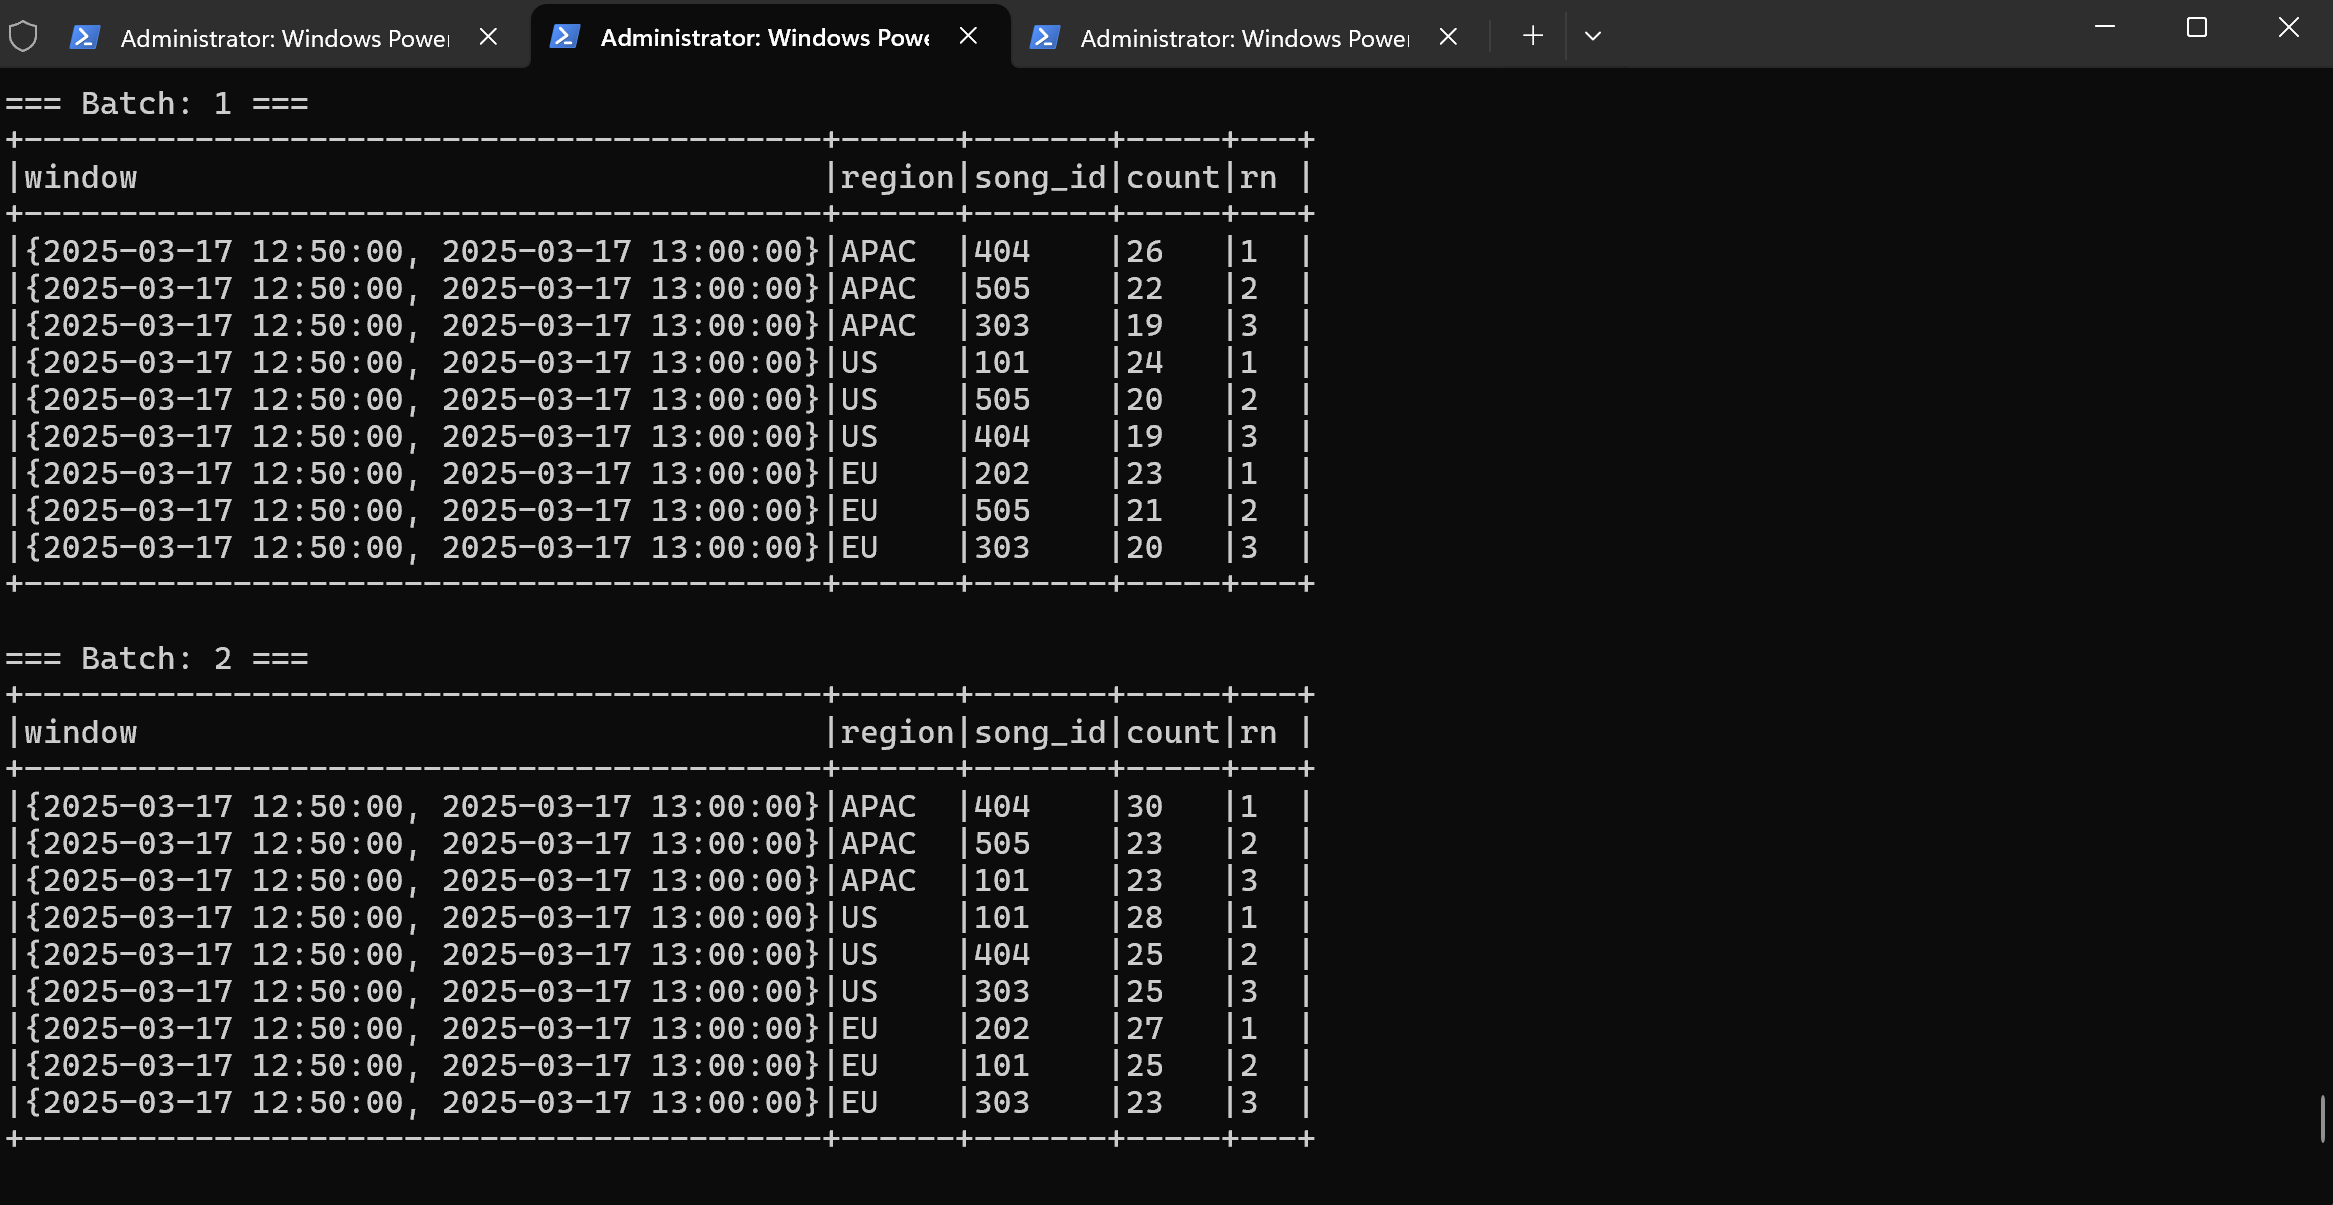 Administrator: Windows Power
Administrator: Windows Powe
Administrator: Windows Power
=== Batch: 1 ===
+------------------------------------------+------+-------+-----+---+
|window                                    |region|song_id|count|rn |
+------------------------------------------+------+-------+-----+---+
|{2025-03-17 12:50:00, 2025-03-17 13:00:00}|APAC  |404    |26   |1  |
|{2025-03-17 12:50:00, 2025-03-17 13:00:00}|APAC  |505    |22   |2  |
|{2025-03-17 12:50:00, 2025-03-17 13:00:00}|APAC  |303    |19   |3  |
|{2025-03-17 12:50:00, 2025-03-17 13:00:00}|US    |101    |24   |1  |
|{2025-03-17 12:50:00, 2025-03-17 13:00:00}|US    |505    |20   |2  |
|{2025-03-17 12:50:00, 2025-03-17 13:00:00}|US    |404    |19   |3  |
|{2025-03-17 12:50:00, 2025-03-17 13:00:00}|EU    |202    |23   |1  |
|{2025-03-17 12:50:00, 2025-03-17 13:00:00}|EU    |505    |21   |2  |
|{2025-03-17 12:50:00, 2025-03-17 13:00:00}|EU    |303    |20   |3  |
+------------------------------------------+------+-------+-----+---+
=== Batch: 2 ===
+------------------------------------------+------+-------+-----+---+
|window                                    |region|song_id|count|rn |
+------------------------------------------+------+-------+-----+---+
|{2025-03-17 12:50:00, 2025-03-17 13:00:00}|APAC  |404    |30   |1  |
|{2025-03-17 12:50:00, 2025-03-17 13:00:00}|APAC  |505    |23   |2  |
|{2025-03-17 12:50:00, 2025-03-17 13:00:00}|APAC  |101    |23   |3  |
|{2025-03-17 12:50:00, 2025-03-17 13:00:00}|US    |101    |28   |1  |
|{2025-03-17 12:50:00, 2025-03-17 13:00:00}|US    |404    |25   |2  |
|{2025-03-17 12:50:00, 2025-03-17 13:00:00}|US    |303    |25   |3  |
|{2025-03-17 12:50:00, 2025-03-17 13:00:00}|EU    |202    |27   |1  |
|{2025-03-17 12:50:00, 2025-03-17 13:00:00}|EU    |101    |25   |2  |
|{2025-03-17 12:50:00, 2025-03-17 13:00:00}|EU    |303    |23   |3  |
+------------------------------------------+------+-------+-----+---+